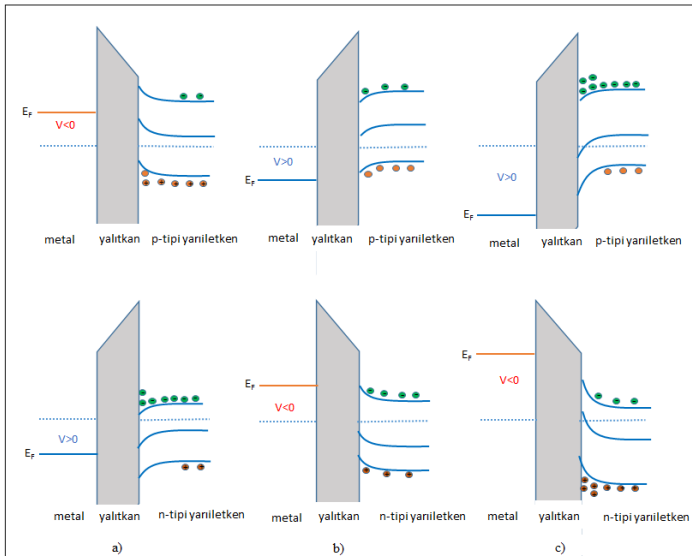 E_F
V<0
metal yalıtkan p-tipi yarıiletken
E_F
V>0
metal yalıtkan p-tipi yarıiletken
E_F
V>0
metal yalıtkan p-tipi yarıiletken
E_F
V>0
metal yalıtkan n-tipi yarıiletken
E_F
V<0
metal yalıtkan n-tipi yarıiletken
E_F
V<0
metal yalıtkan n-tipi yarıiletken
a) b) c)